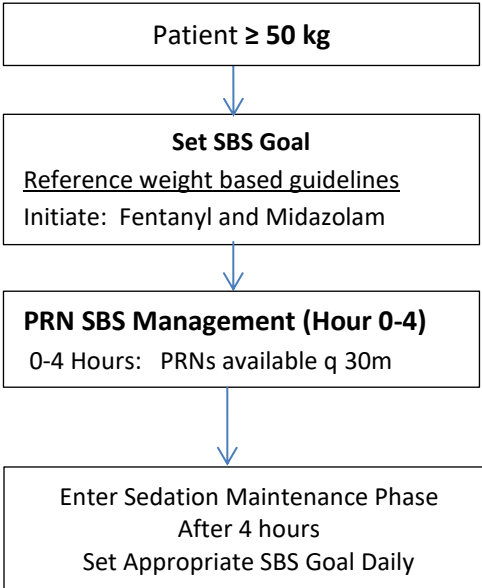 Patient ≥ 50 kg
Set SBS Goal
Reference weight based guidelines
Initiate: Fentanyl and Midazolam
PRN SBS Management (Hour 0-4)
0-4 Hours: PRNs available q 30m
Enter Sedation Maintenance Phase
After 4 hours
Set Appropriate SBS Goal Daily